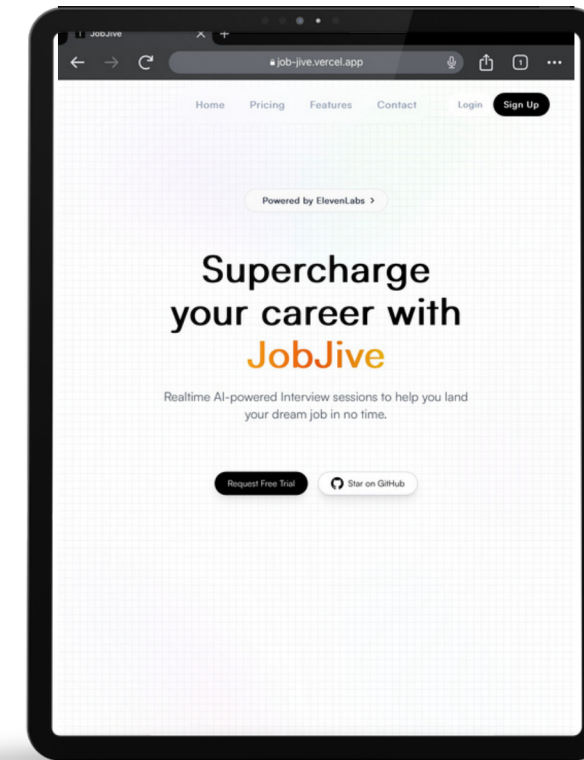 JobJive
job-jive.vercel.app
1
Home Pricing Features Contact Login Sign Up
Powered by ElevenLabs >
Supercharge
your career with
JobJive
Realtime AI-powered Interview sessions to help you land
your dream job in no time.
Request Free Trial Star on GitHub